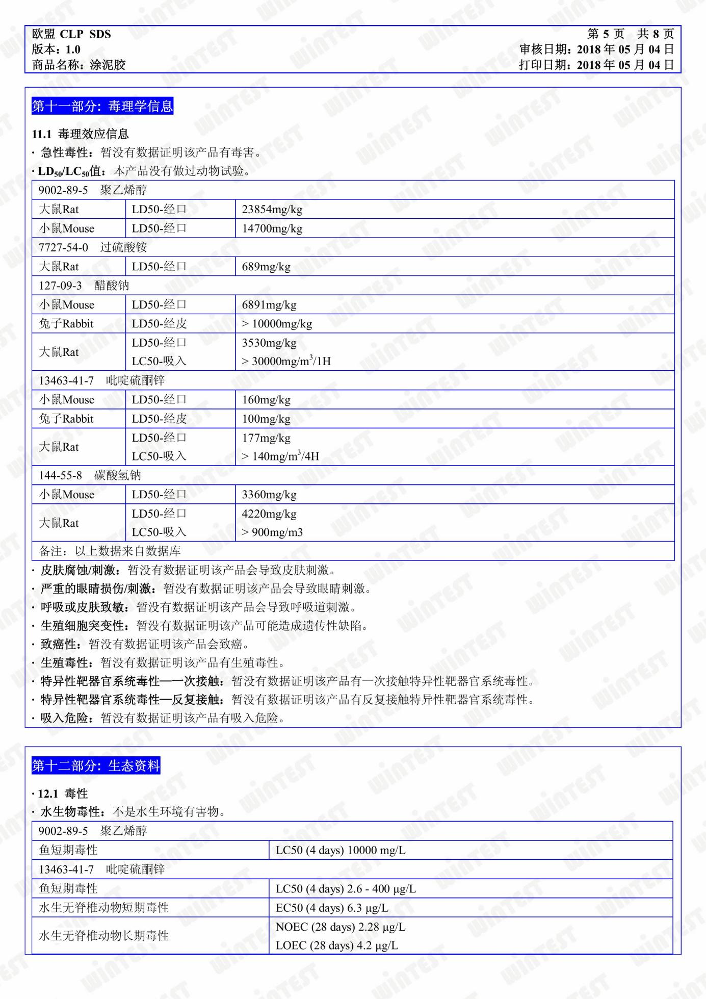 欧盟 CLP SDS
第 5 页 共 8 页
版本：1.0
审核日期：2018 年 05 月 04 日
商品名称：涂泥胶
打印日期：2018 年 05 月 04 日
第十一部分：毒理学信息
11.1 毒理效应信息
· 急性毒性：暂没有数据证明该产品有毒害。
· LD50/LC50值：本产品没有做过动物试验。
9002-89-5 聚乙烯醇
大鼠Rat LD50-经口 23854mg/kg
小鼠Mouse LD50-经口 14700mg/kg
7727-54-0 过硫酸铵
大鼠Rat LD50-经口 689mg/kg
127-09-3 醋酸钠
小鼠Mouse LD50-经口 6891mg/kg
兔子Rabbit LD50-经皮 > 10000mg/kg
大鼠Rat LD50-经口 3530mg/kg
LC50-吸入 > 30000mg/m³/1H
13463-41-7 吡啶硫酮锌
小鼠Mouse LD50-经口 160mg/kg
兔子Rabbit LD50-经皮 100mg/kg
大鼠Rat LD50-经口 177mg/kg
LC50-吸入 > 140mg/m³/4H
144-55-8 碳酸氢钠
小鼠Mouse LD50-经口 3360mg/kg
大鼠Rat LD50-经口 4220mg/kg
LC50-吸入 > 900mg/m3
备注：以上数据来自数据库
· 皮肤腐蚀/刺激：暂没有数据证明该产品会导致皮肤刺激。
· 严重的眼睛损伤/刺激：暂没有数据证明该产品会导致眼睛刺激。
· 呼吸或皮肤致敏：暂没有数据证明该产品会导致呼吸道刺激。
· 生殖细胞突变性：暂没有数据证明该产品可能造成遗传性缺陷。
· 致癌性：暂没有数据证明该产品会致癌。
· 生殖毒性：暂没有数据证明该产品有生殖毒性。
· 特异性靶器官系统毒性—一次接触：暂没有数据证明该产品有一次接触特异性靶器官系统毒性。
· 特异性靶器官系统毒性—反复接触：暂没有数据证明该产品有反复接触特异性靶器官系统毒性。
· 吸入危险：暂没有数据证明该产品有吸入危险。
第十二部分：生态资料
· 12.1 毒性
· 水生物毒性：不是水生环境有害物。
9002-89-5 聚乙烯醇
鱼短期毒性 LC50 (4 days) 10000 mg/L
13463-41-7 吡啶硫酮锌
鱼短期毒性 LC50 (4 days) 2.6 - 400 μg/L
水生无脊椎动物短期毒性 EC50 (4 days) 6.3 μg/L
水生无脊椎动物长期毒性 NOEC (28 days) 2.28 μg/L
LOEC (28 days) 4.2 μg/L